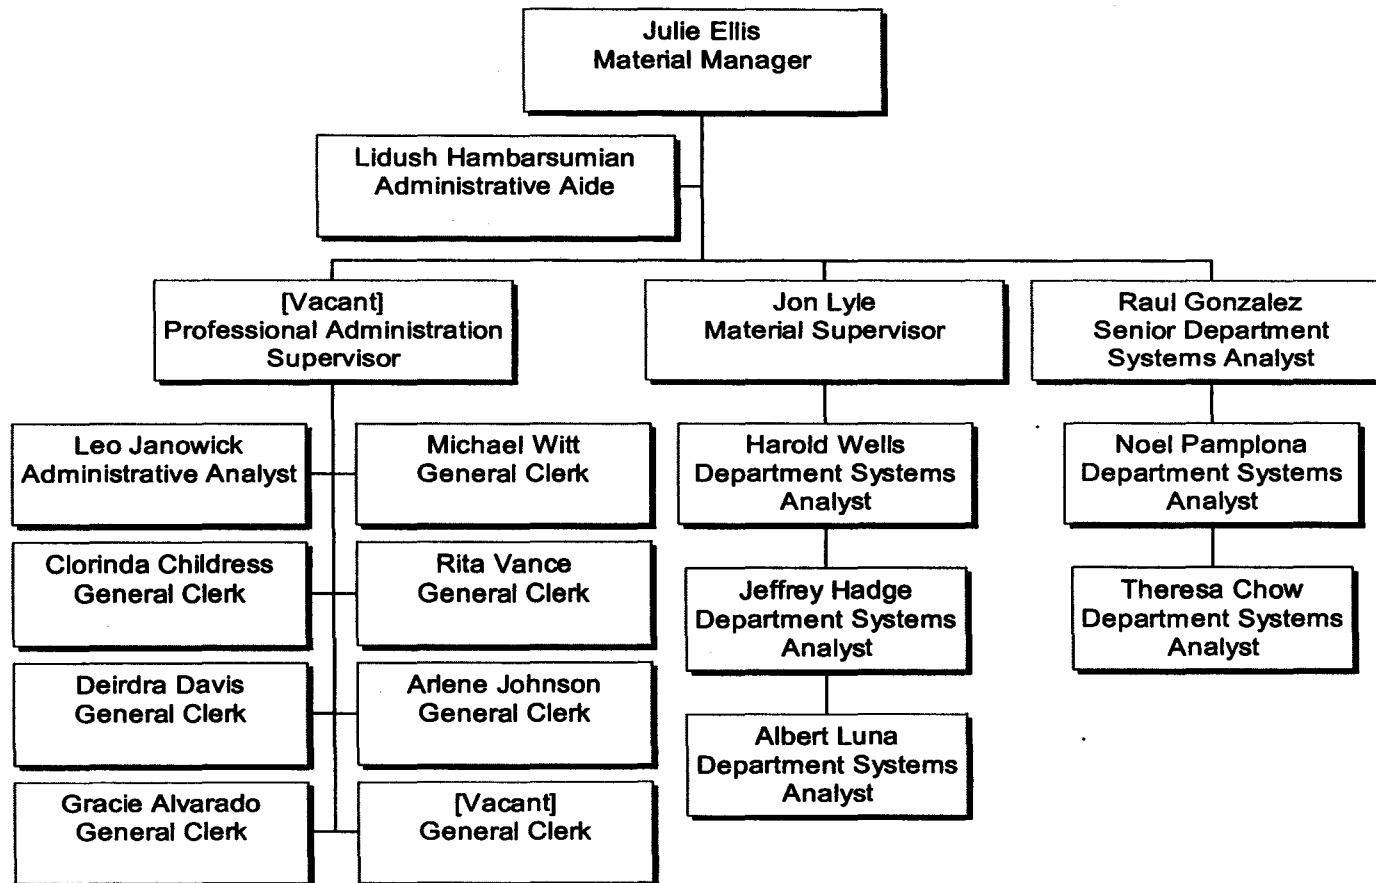 Julie Ellis
Material Manager
Lidush Hambarsumian
Administrative Aide
[Vacant]
Professional Administration
Supervisor
Jon Lyle
Material Supervisor
Raul Gonzalez
Senior Department
Systems Analyst
Leo Janowick
Administrative Analyst
Michael Witt
General Clerk
Clorinda Childress
General Clerk
Rita Vance
General Clerk
Deirdra Davis
General Clerk
Arlene Johnson
General Clerk
Gracie Alvarado
General Clerk
[Vacant]
General Clerk
Harold Wells
Department Systems
Analyst
Jeffrey Hadge
Department Systems
Analyst
Albert Luna
Department Systems
Analyst
Noel Pamplona
Department Systems
Analyst
Theresa Chow
Department Systems
Analyst